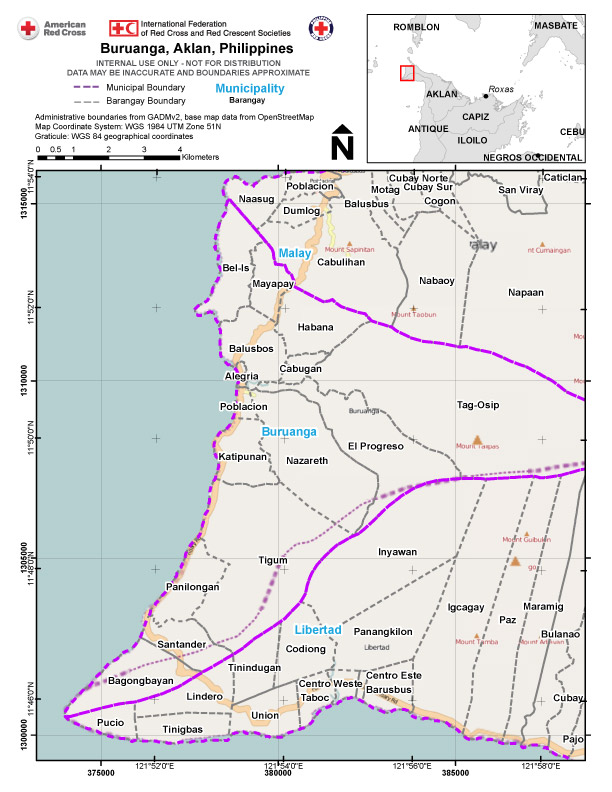 American
Red Cross
International Federation
of Red Cross and Red Crescent Societies
Buruanga, Aklan, Philippines
INTERNAL USE ONLY - NOT FOR DISTRIBUTION
DATA MAY BE INACCURATE AND BOUNDARIES APPROXIMATE
Municipal Boundary
Municipality
Barangay Boundary
Barangay
Administrative boundaries from GADMv2, base map data from OpenStreetMap
Map Coordinate System: WGS 1984 UTM Zone 51N
Graticule: WGS 84 geographical coordinates
0 0.5 1 2 3 4
Kilometers
N
ROMBLON
MASBATE
AKLAN
Roxas
CAPIZ
ANTIQUE
ILOILO
CEBU
NEGROS OCCIDENTAL
11°54'0"N
1315000
11°52'0"N
1310000
11°50'0"N
1305000
11°48'0"N
11°46'0"N
1300000
Poblacion
Cubay Norte
Caticlan
Motag
Cubay Sur
San Viray
Naasug
Cogon
Balusbus
Dumlog
Mount Sapinitan
alay
nt Cumaingan
Malay
Cabulihan
Bel-Is
Mayapay
Nabaoy
Napaan
Mount Taobun
Habana
Balusbos
Cabugan
Alegria
Poblacion
Buruanga
Tag-Osip
Buruanga
El Progreso
Mount Taspas
Katipunan
Nazareth
Mount Guibulon
Inyawan
Tigum
Panilongan
Igcagay
Maramig
Paz
Libertad
Panangkilon
Bulanao
Mount Tumba
Santander
Codiong
Libertad
Tinindugan
Bagongbayan
Centro Este
Centro Weste
Barusbus
Lindero
Taboc
Cubay
Union
Pucio
Tinigbas
Pajo
375000
121°52'0"E
380000
121°54'0"E
121°56'0"E
385000
121°58'0"E